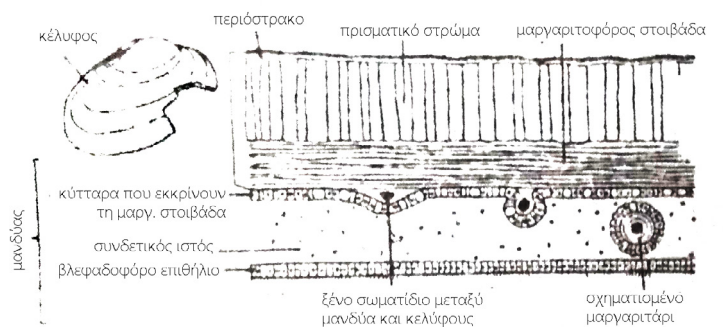 περιόστρακο
κέλυφος
πρισματικό στρώμα
μαργαριτοφόρος στοιβάδα
μανδύας
κύτταρα που εκκρίνουν
τη μαργ. στοιβάδα
συνδετικός ιστός
βλεφαδοφόρο επιθήλιο
ξένο σωματίδιο μεταξύ
μανδύα και κελύφους
σχηματισμένο
μαργαριτάρι